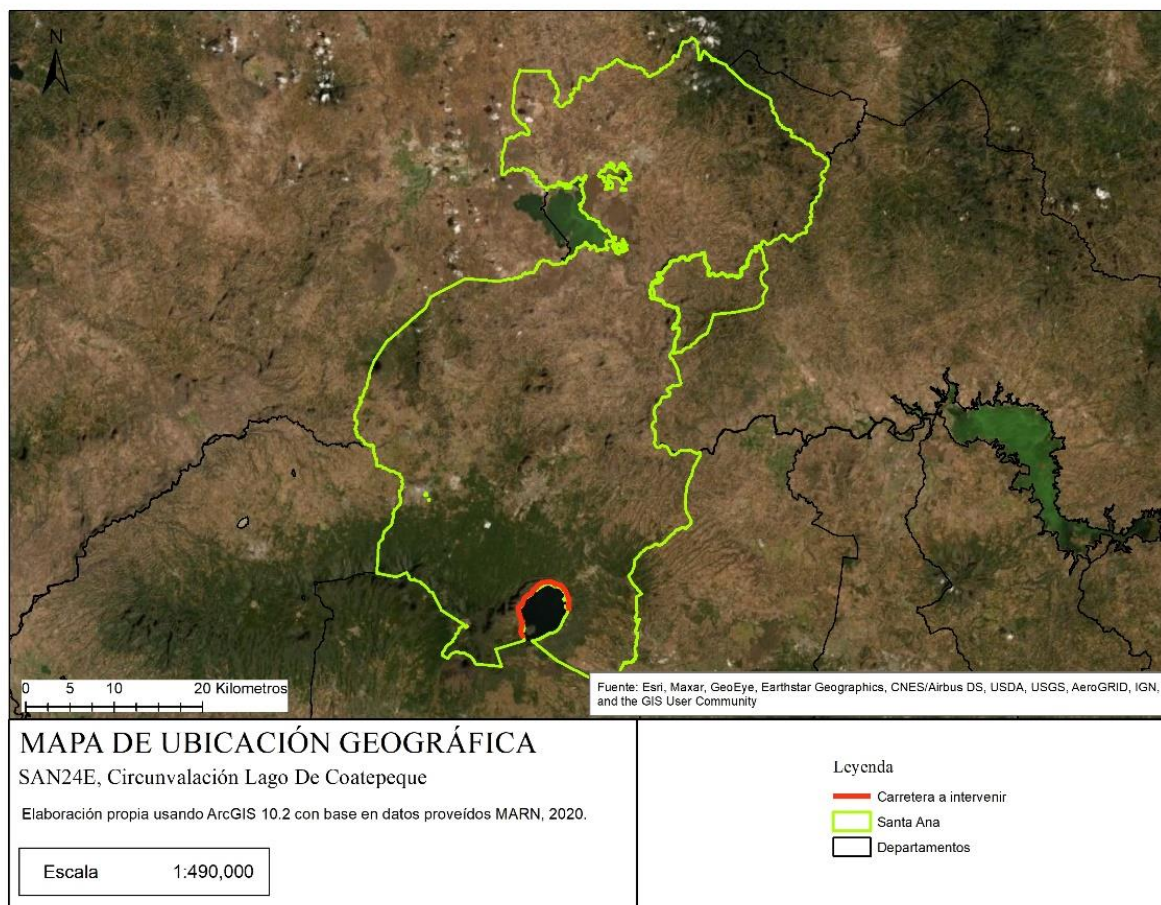 N
0 5 10 20 Kilometros
Fuente: Esri, Maxar, GeoEye, Earthstar Geographics, CNES/Airbus DS, USDA, USGS, AeroGRID, IGN,
and the GIS User Community
MAPA DE UBICACIÓN GEOGRÁFICA
SAN24E, Circunvalación Lago De Coatepeque
Elaboración propia usando ArcGIS 10.2 con base en datos proveídos MARN, 2020.
Escala 1:490,000
Leyenda
Carretera a intervenir
Santa Ana
Departamentos